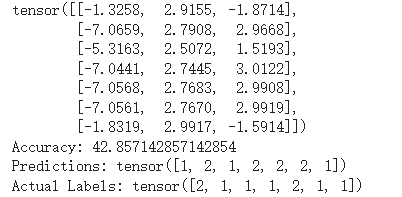 tensor([[-1.3258,  2.9155, -1.8714],
        [-7.0659,  2.7908,  2.9668],
        [-5.3163,  2.5072,  1.5193],
        [-7.0441,  2.7445,  3.0122],
        [-7.0568,  2.7683,  2.9908],
        [-7.0561,  2.7670,  2.9919],
        [-1.8319,  2.9917, -1.5914]])
Accuracy: 42.857142857142854
Predictions: tensor([1, 2, 1, 2, 2, 2, 1])
Actual Labels: tensor([2, 1, 1, 1, 2, 1, 1])